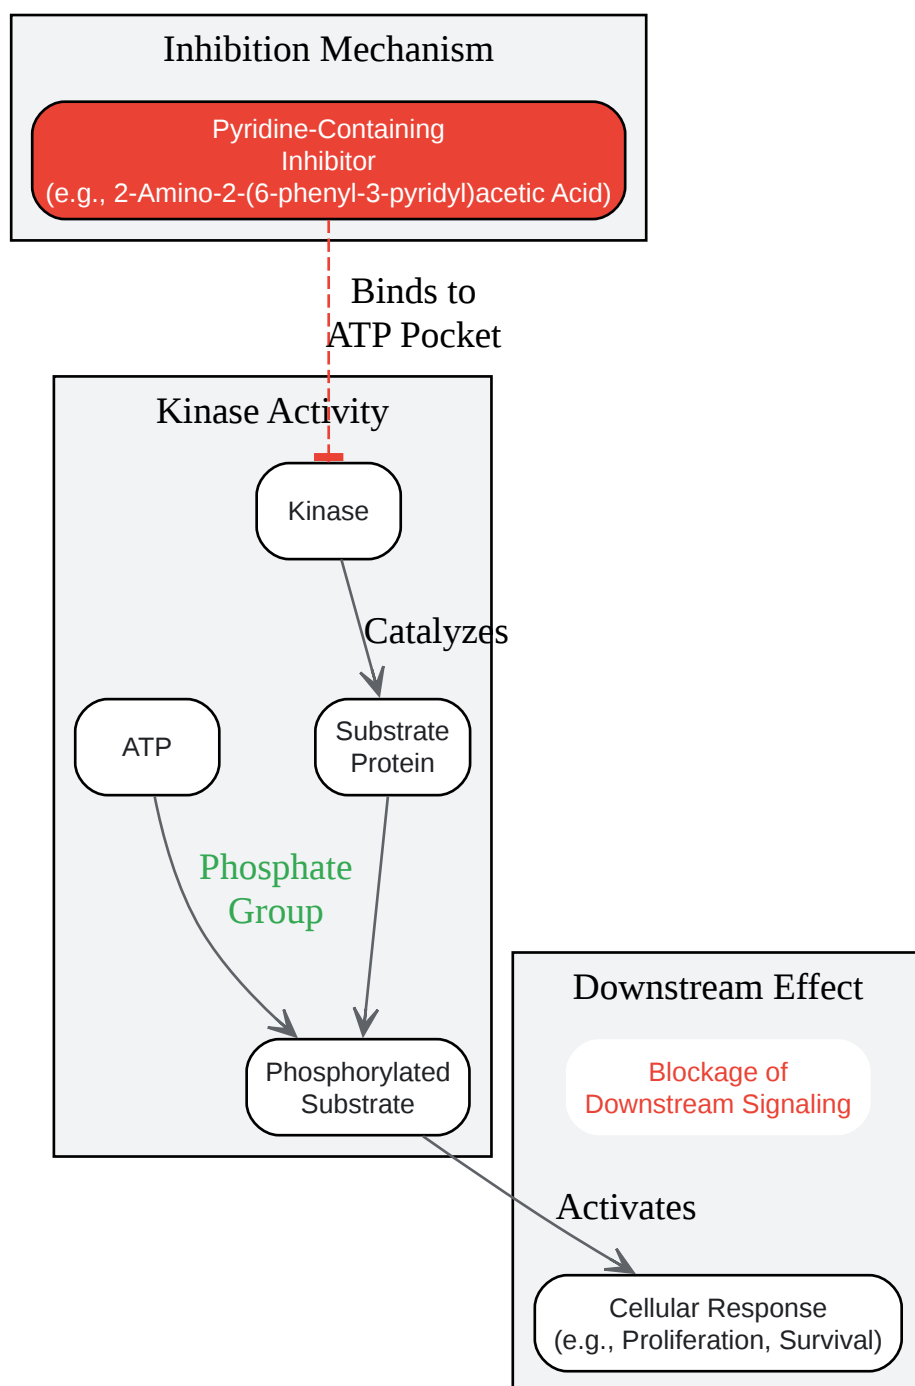 Inhibition Mechanism
Pyridine-Containing
Inhibitor
(e.g., 2-Amino-2-(6-phenyl-3-pyridyl)acetic Acid)
Binds to
ATP Pocket
Kinase Activity
Kinase
Catalyzes
ATP
Substrate
Protein
Phosphate
Group
Phosphorylated
Substrate
Downstream Effect
Blockage of
Downstream Signaling
Activates
Cellular Response
(e.g., Proliferation, Survival)